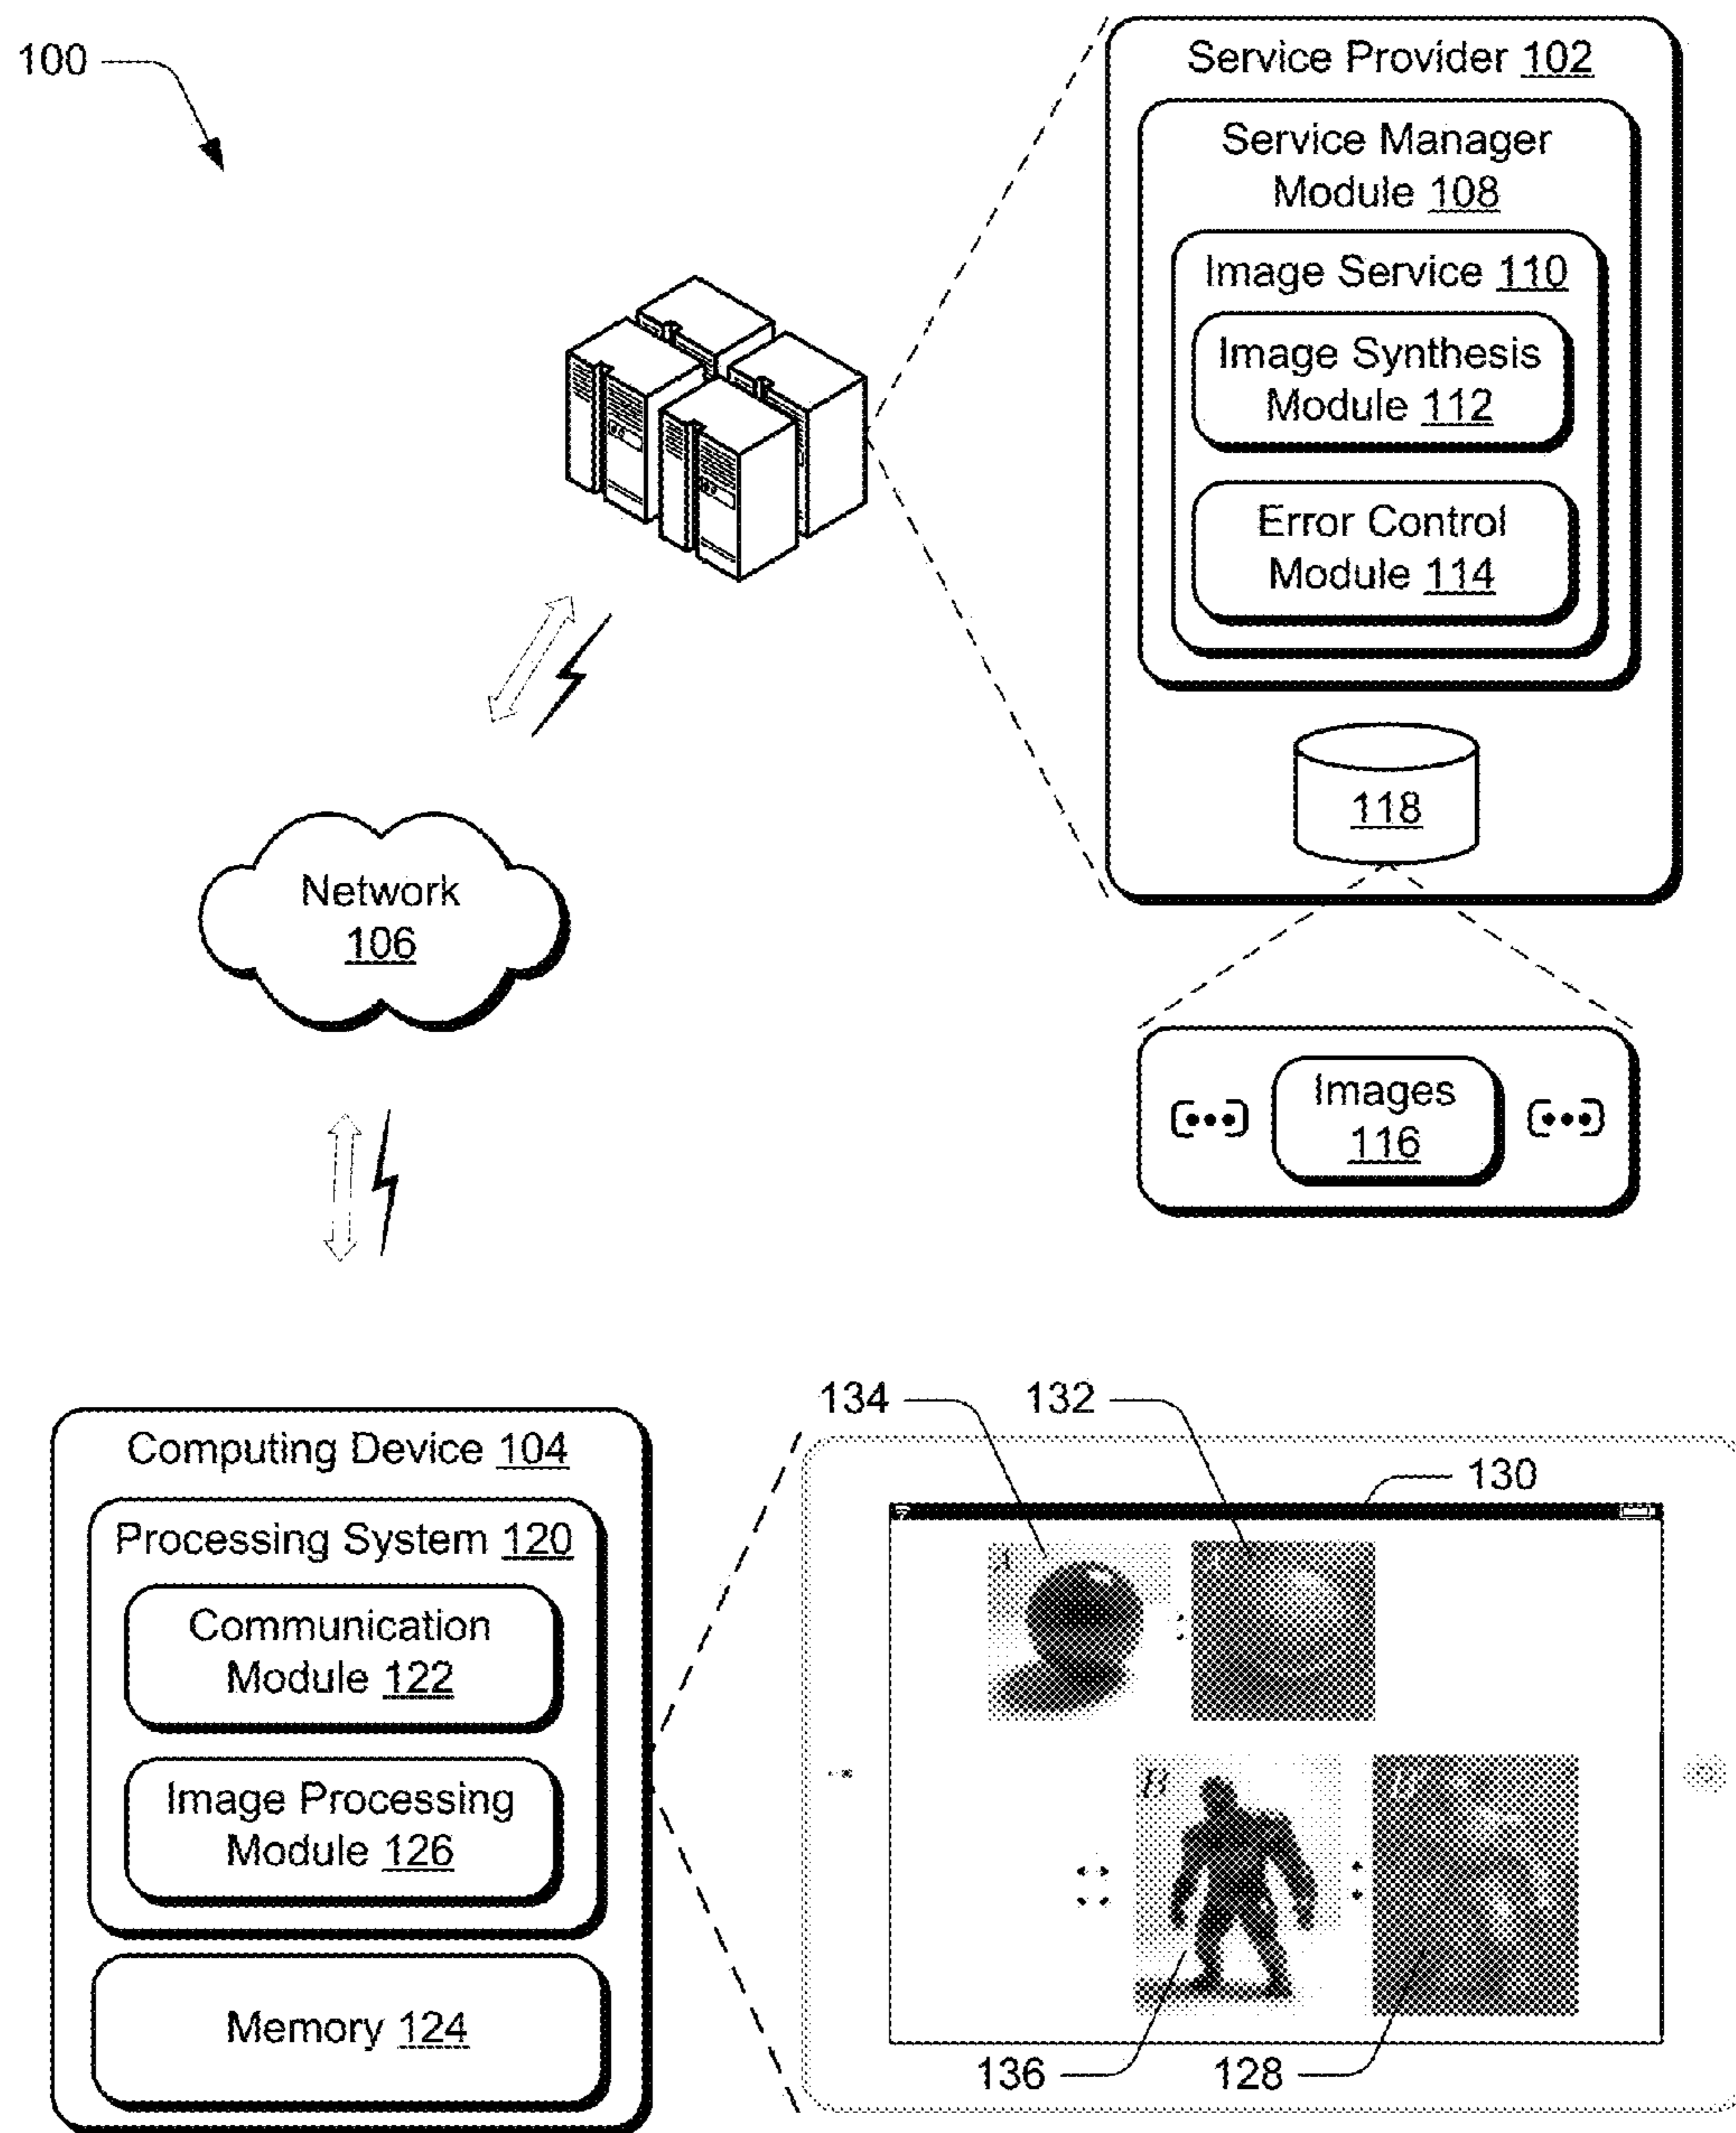 100
Service Provider 102
Service Manager
Module 108
Image Service 110
Image Synthesis
Module 112
Error Control
Module 114
118
Network
106
Images
116
134
132
130
Computing Device 104
Processing System 120
Communication
Module 122
Image Processing
Module 126
Memory 124
A
B
136
128